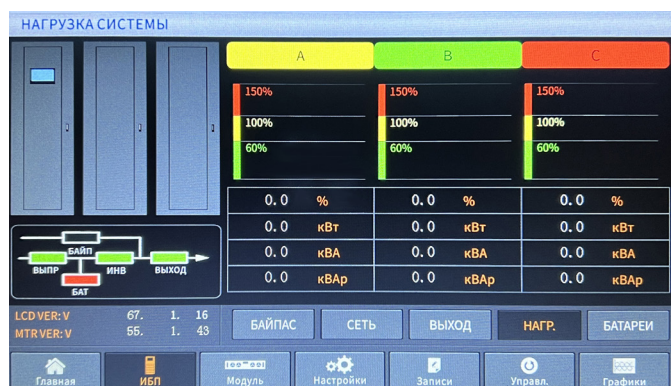 НАГРУЗКА СИСТЕМЫ
A B C
150% 150% 150%
100% 100% 100%
60% 60% 60%
0.0 % 0.0 % 0.0 %
0.0 кВт 0.0 кВт 0.0 кВт
0.0 кВА 0.0 кВА 0.0 кВА
0.0 кВАр 0.0 кВАр 0.0 кВАр
БАЙП
ВЫПР ИНВ ВЫХОД
БАТ
LCD VER: V 67. 1. 16
MTR VER: V 55. 1. 43
БАЙПАС СЕТЬ ВЫХОД НАГР. БАТАРЕИ
Главная ИБП Модуль Настройки Записи Управл. Графики